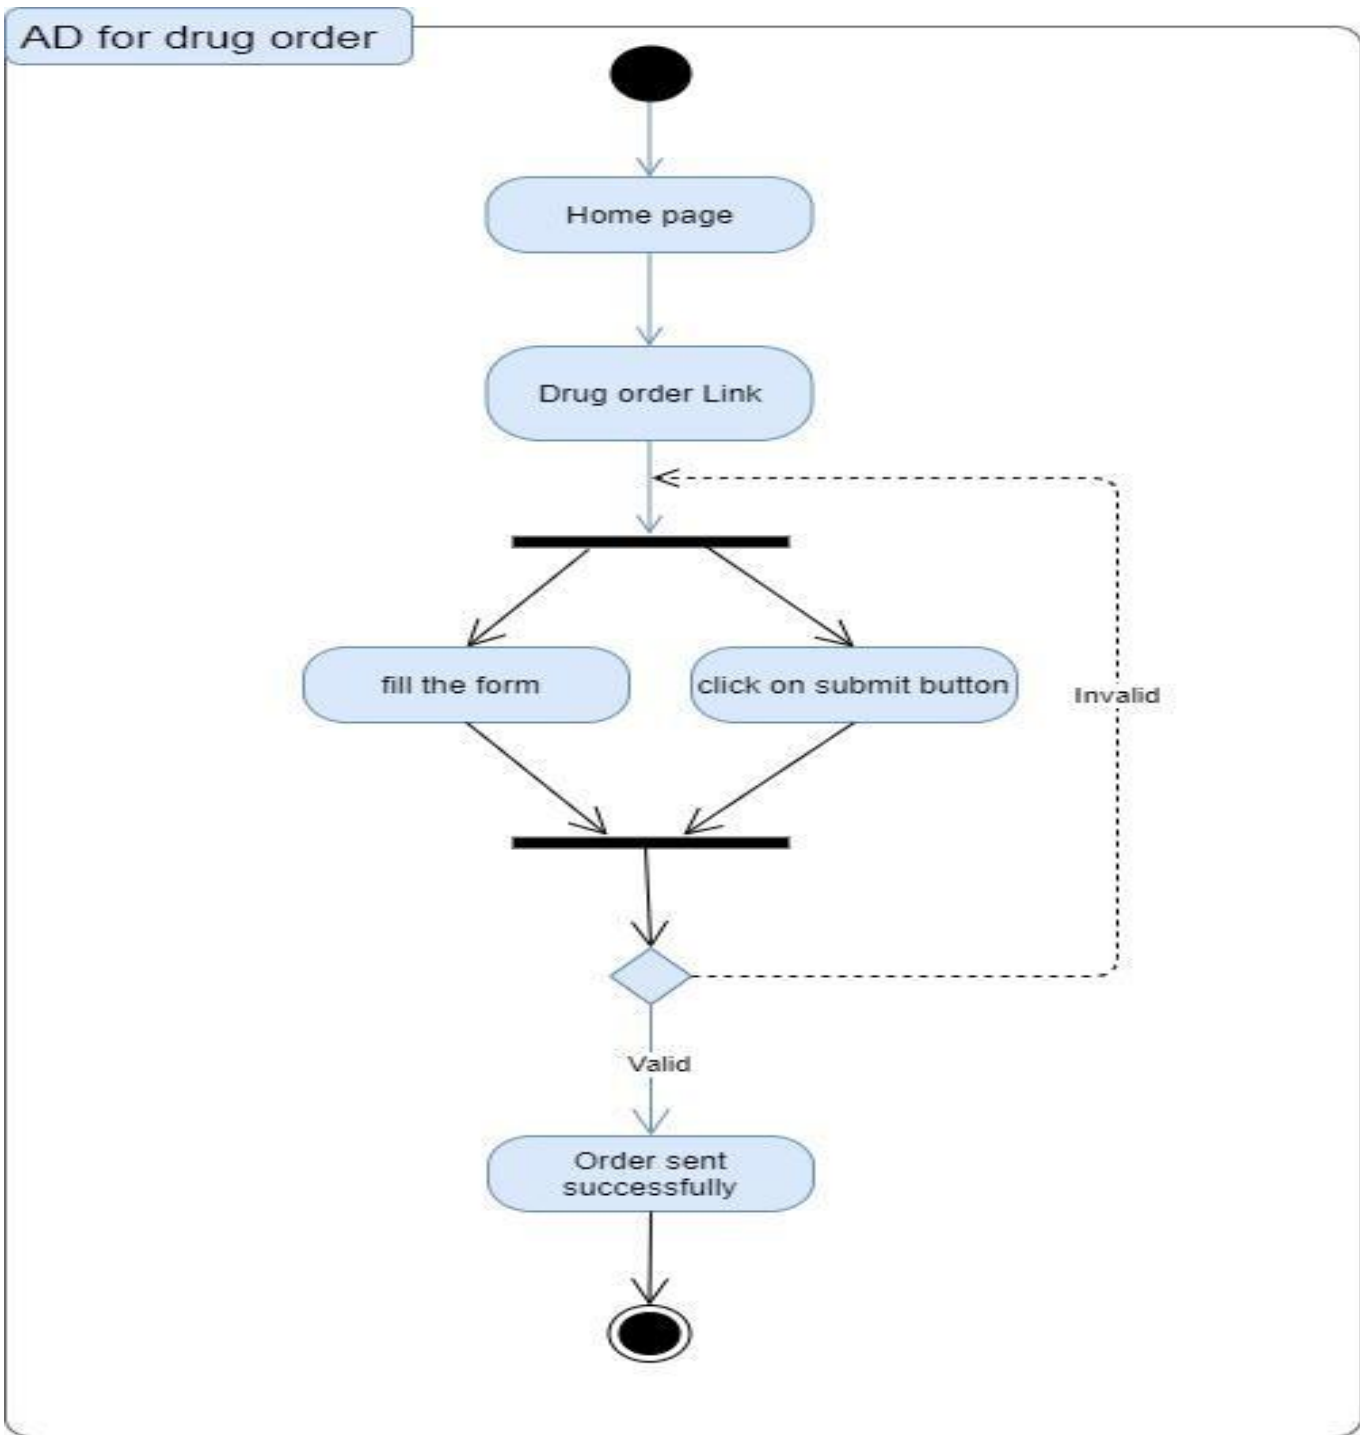 AD for drug order
Home page
Drug order Link
fill the form
click on submit button
Invalid
Valid
Order sent
successfully